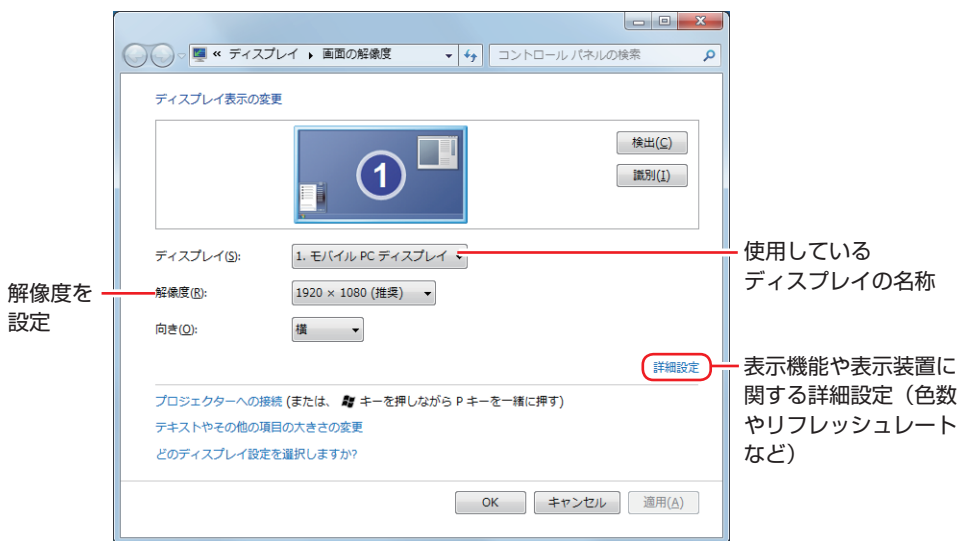 « ディスプレイ ▸ 画面の解像度
コントロール パネルの検索
ディスプレイ表示の変更
1
検出(C)
識別(I)
ディスプレイ(S):
1. モバイル PC ディスプレイ
使用している
ディスプレイの名称
解像度を
設定
解像度(R):
1920 × 1080 (推奨)
向き(O):
横
詳細設定
表示機能や表示装置に
関する詳細設定（色数
やリフレッシュレート
など）
プロジェクターへの接続 (または、 キーを押しながら P キーを一緒に押す)
テキストやその他の項目の大きさの変更
どのディスプレイ設定を選択しますか?
OK
キャンセル
適用(A)